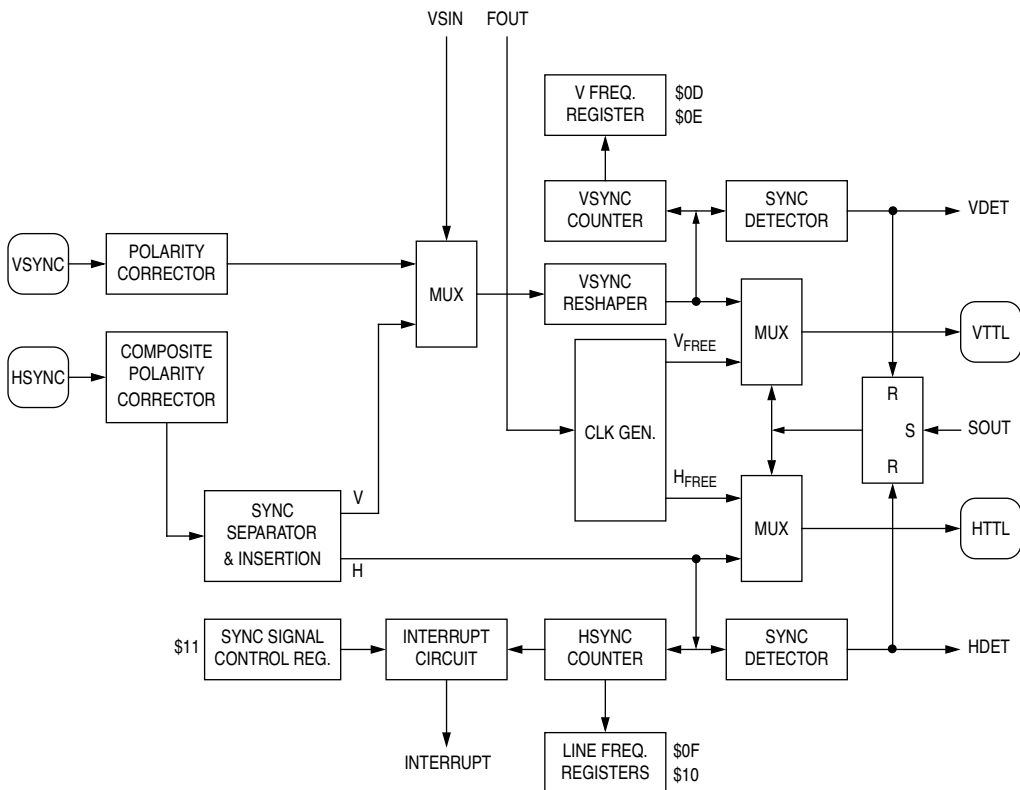 VSIN FOUT
V FREQ.
REGISTER
$0D
$0E
VSYNC
COUNTER
SYNC
DETECTOR
VDET
VSYNC
POLARITY
CORRECTOR
MUX
VSYNC
RESHAPER
MUX
VTTL
HSYNC
COMPOSITE
POLARITY
CORRECTOR
VFREE
CLK GEN.
HFREE
R
S
R
SOUT
SYNC
SEPARATOR
& INSERTION
V
H
MUX
HTTL
$11
SYNC SIGNAL
CONTROL REG.
INTERRUPT
CIRCUIT
HSYNC
COUNTER
SYNC
DETECTOR
HDET
INTERRUPT
LINE FREQ.
REGISTERS
$0F
$10